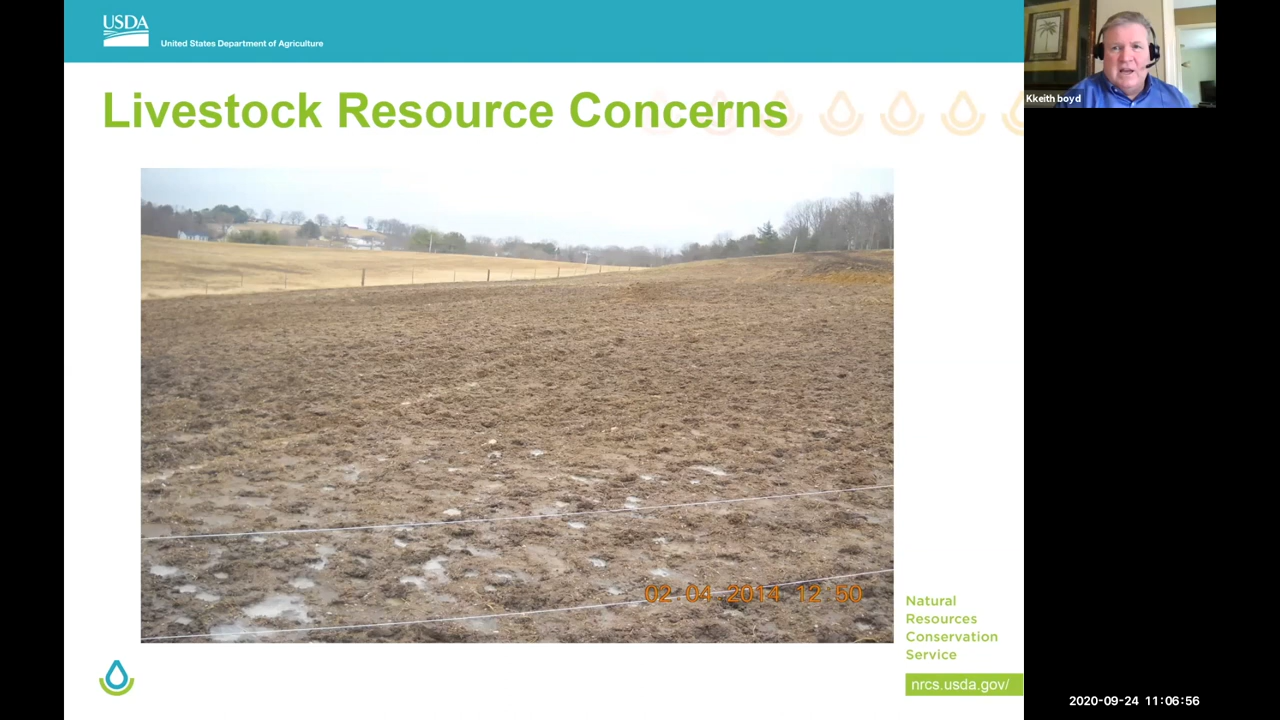 USDA
United States Department of Agriculture
Kkeith boyd
Livestock Resource Concerns
02 04 2014 12 50
Natural
Resources
Conservation
Service
nrcs.usda.gov/
2020-09-24 11:06:56